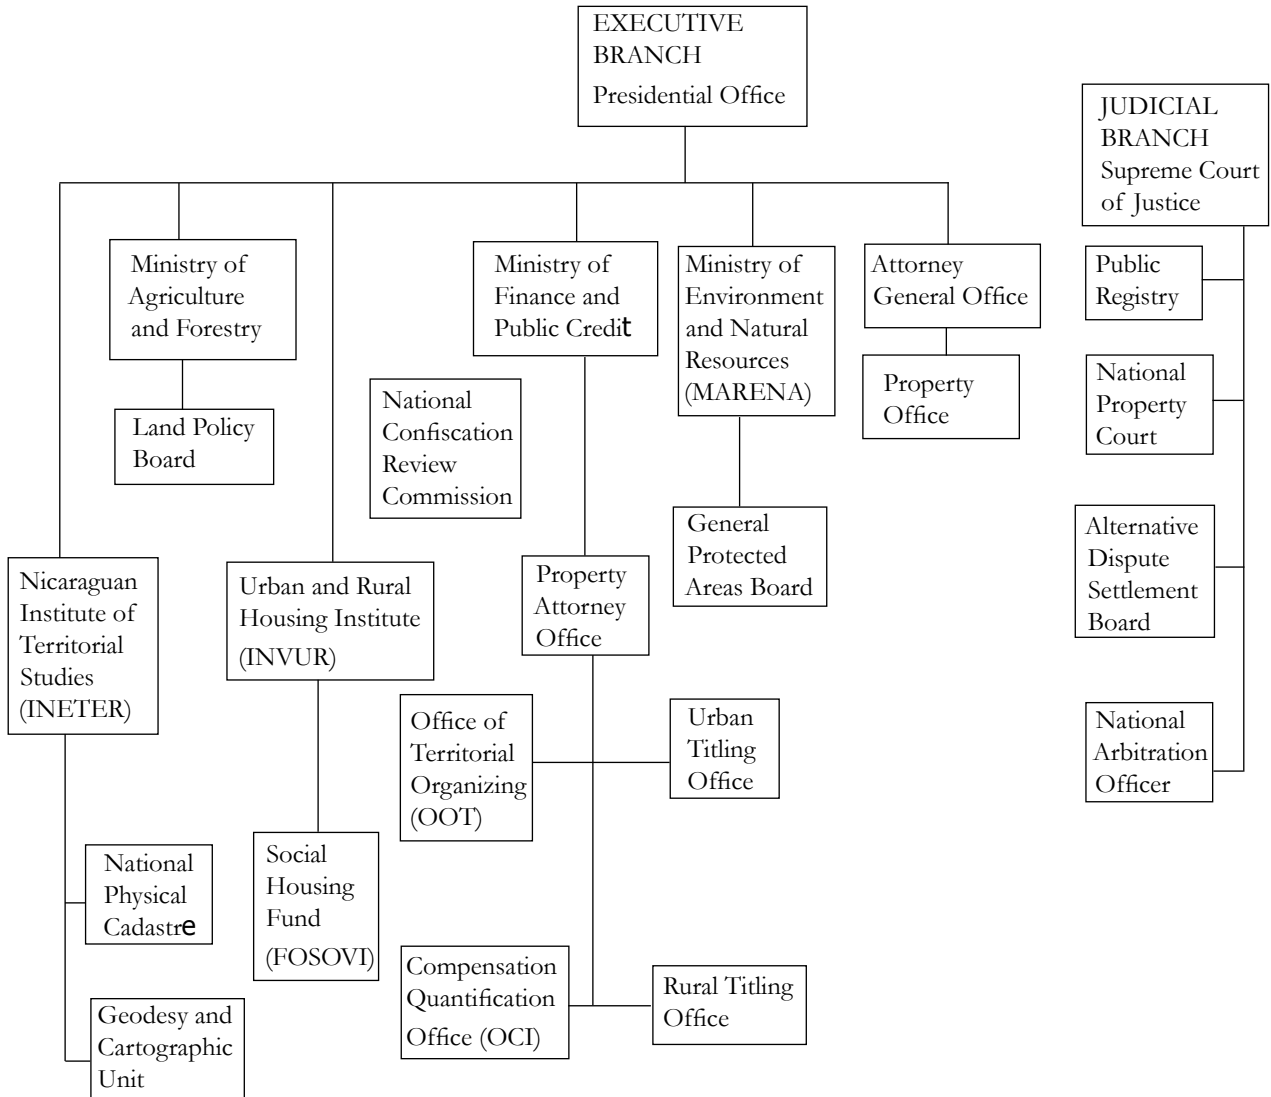 EXECUTIVE
BRANCH
Presidential Office
JUDICIAL
BRANCH
Supreme Court
of Justice
Ministry of
Agriculture
and Forestry
Ministry of
Finance and
Public Credit
Ministry of
Environment
and Natural
Resources
(MARENA)
Attorney
General Office
Public
Registry
Land Policy
Board
National
Confiscation
Review
Commission
Property
Office
National
Property
Court
General
Protected
Areas Board
Alternative
Dispute
Settlement
Board
Nicaraguan
Institute of
Territorial
Studies
(INETER)
Urban and Rural
Housing Institute
(INVUR)
Property
Attorney
Office
Office of
Territorial
Organizing
(OOT)
Urban
Titling
Office
National
Arbitration
Officer
National
Physical
Cadastre
Social
Housing
Fund
(FOSOVI)
Compensation
Quantification
Office (OCI)
Rural Titling
Office
Geodesy and
Cartographic
Unit